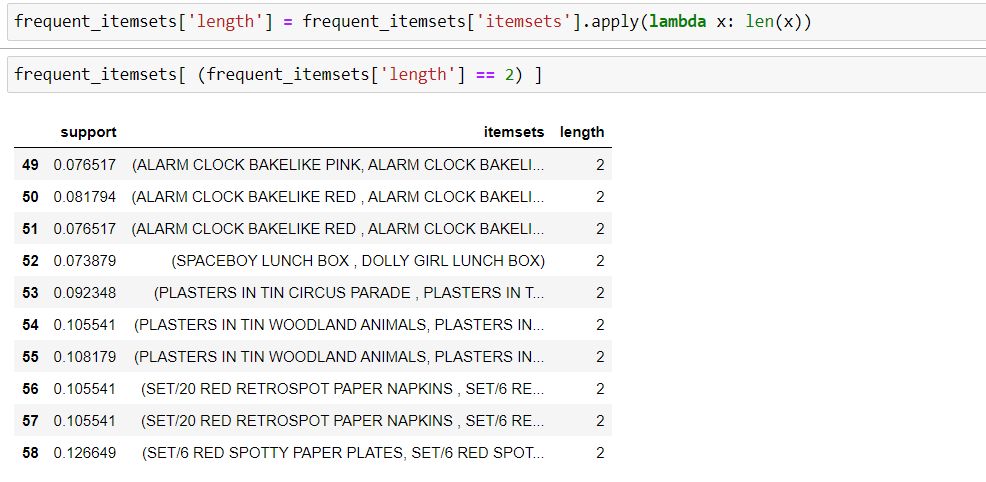 frequent_itemsets['length'] = frequent_itemsets['itemsets'].apply(lambda x: len(x))
frequent_itemsets[ (frequent_itemsets['length'] == 2) ]
support itemsets length
49 0.076517 (ALARM CLOCK BAKELIKE PINK, ALARM CLOCK BAKELI... 2
50 0.081794 (ALARM CLOCK BAKELIKE RED , ALARM CLOCK BAKELI... 2
51 0.076517 (ALARM CLOCK BAKELIKE RED , ALARM CLOCK BAKELI... 2
52 0.073879 (SPACEBOY LUNCH BOX , DOLLY GIRL LUNCH BOX) 2
53 0.092348 (PLASTERS IN TIN CIRCUS PARADE , PLASTERS IN T... 2
54 0.105541 (PLASTERS IN TIN WOODLAND ANIMALS, PLASTERS IN... 2
55 0.108179 (PLASTERS IN TIN WOODLAND ANIMALS, PLASTERS IN... 2
56 0.105541 (SET/20 RED RETROSPOT PAPER NAPKINS , SET/6 RE... 2
57 0.105541 (SET/20 RED RETROSPOT PAPER NAPKINS , SET/6 RE... 2
58 0.126649 (SET/6 RED SPOTTY PAPER PLATES, SET/6 RED SPOT... 2